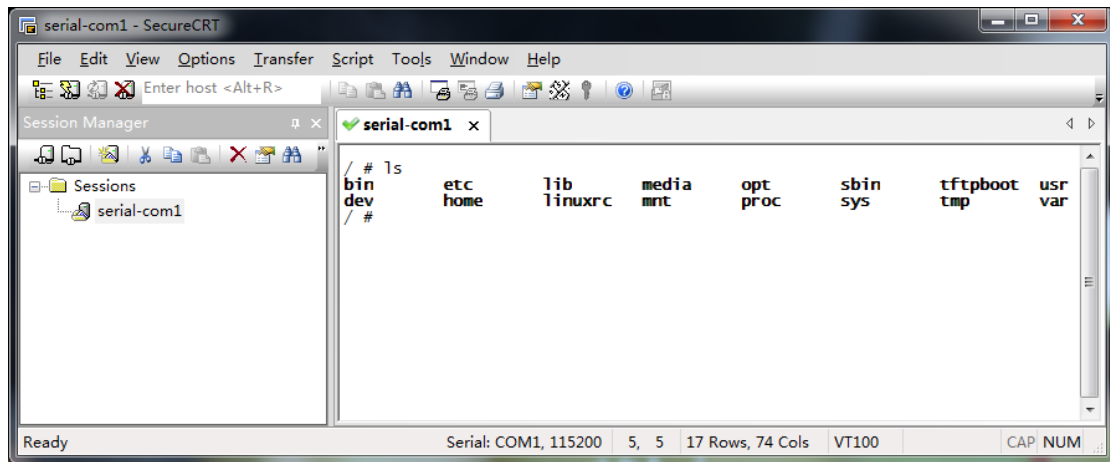 serial-com1 - SecureCRT
File Edit View Options Transfer Script Tools Window Help
Enter host <Alt+R>
Session Manager
serial-com1
Sessions
serial-com1
/ # ls
bin etc lib media opt sbin tftpboot usr
dev home linuxrc mnt proc sys tmp var
/ #
Ready Serial: COM1, 115200 5, 5 17 Rows, 74 Cols VT100 CAP NUM